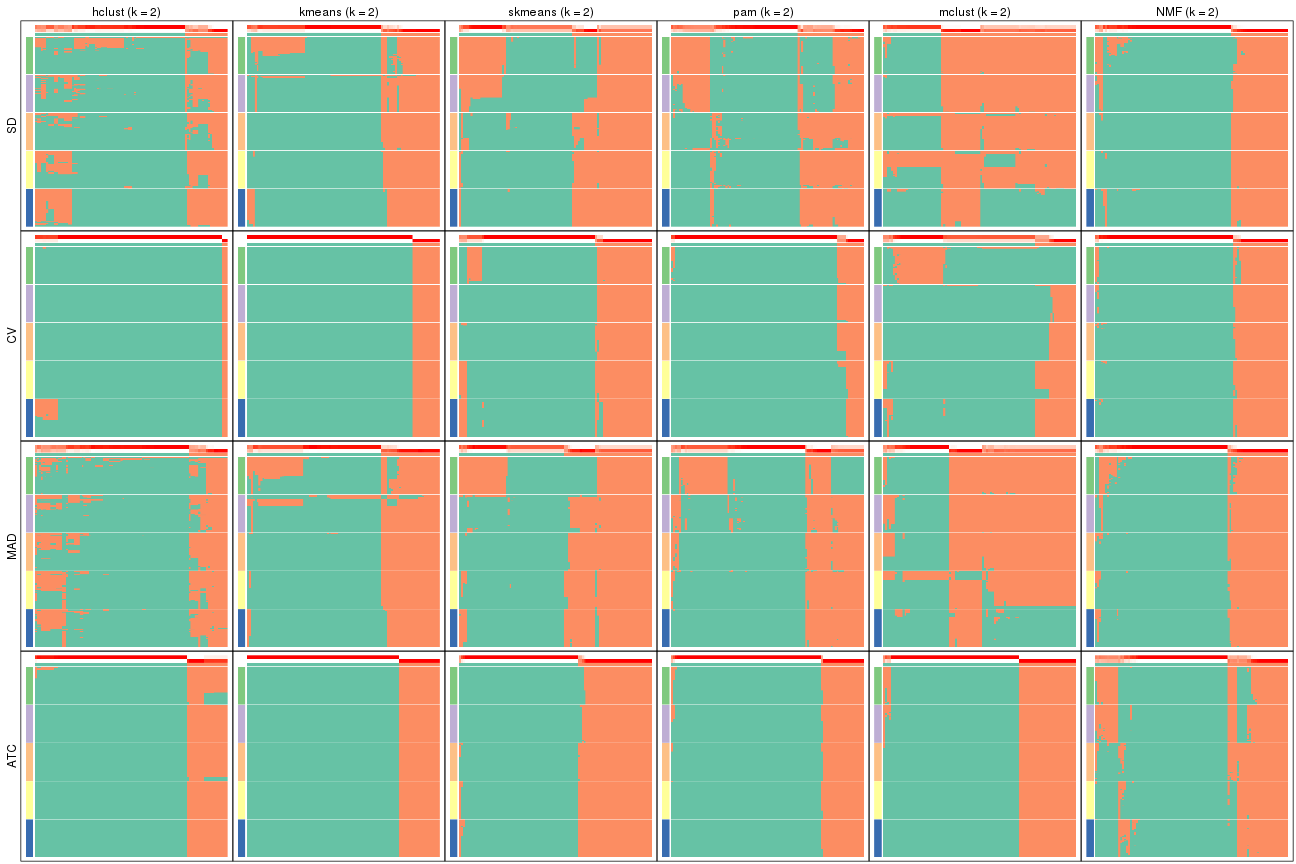 hclust (k = 2) kmeans (k = 2) skmeans (k = 2) pam (k = 2) mclust (k = 2) NMF (k = 2)
SD
CV
MAD
ATC